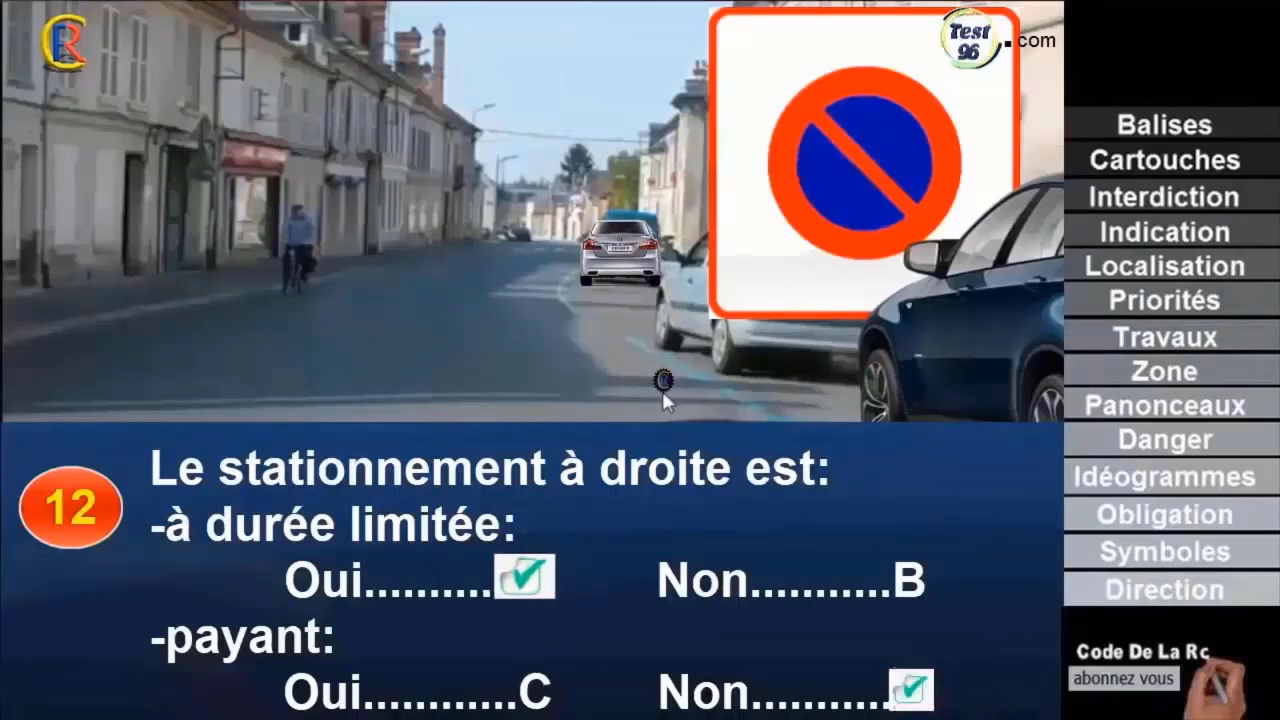 Test
96
.com
Balises
Cartouches
Interdiction
Indication
Localisation
Priorités
Travaux
Zone
Panonceaux
Danger
Idéogrammes
Obligation
Symboles
Direction
12
Le stationnement à droite est:
-à durée limitée:
Oui.......... Non...........B
-payant:
Oui............C Non...........
Code De La Rc
abonnez vous